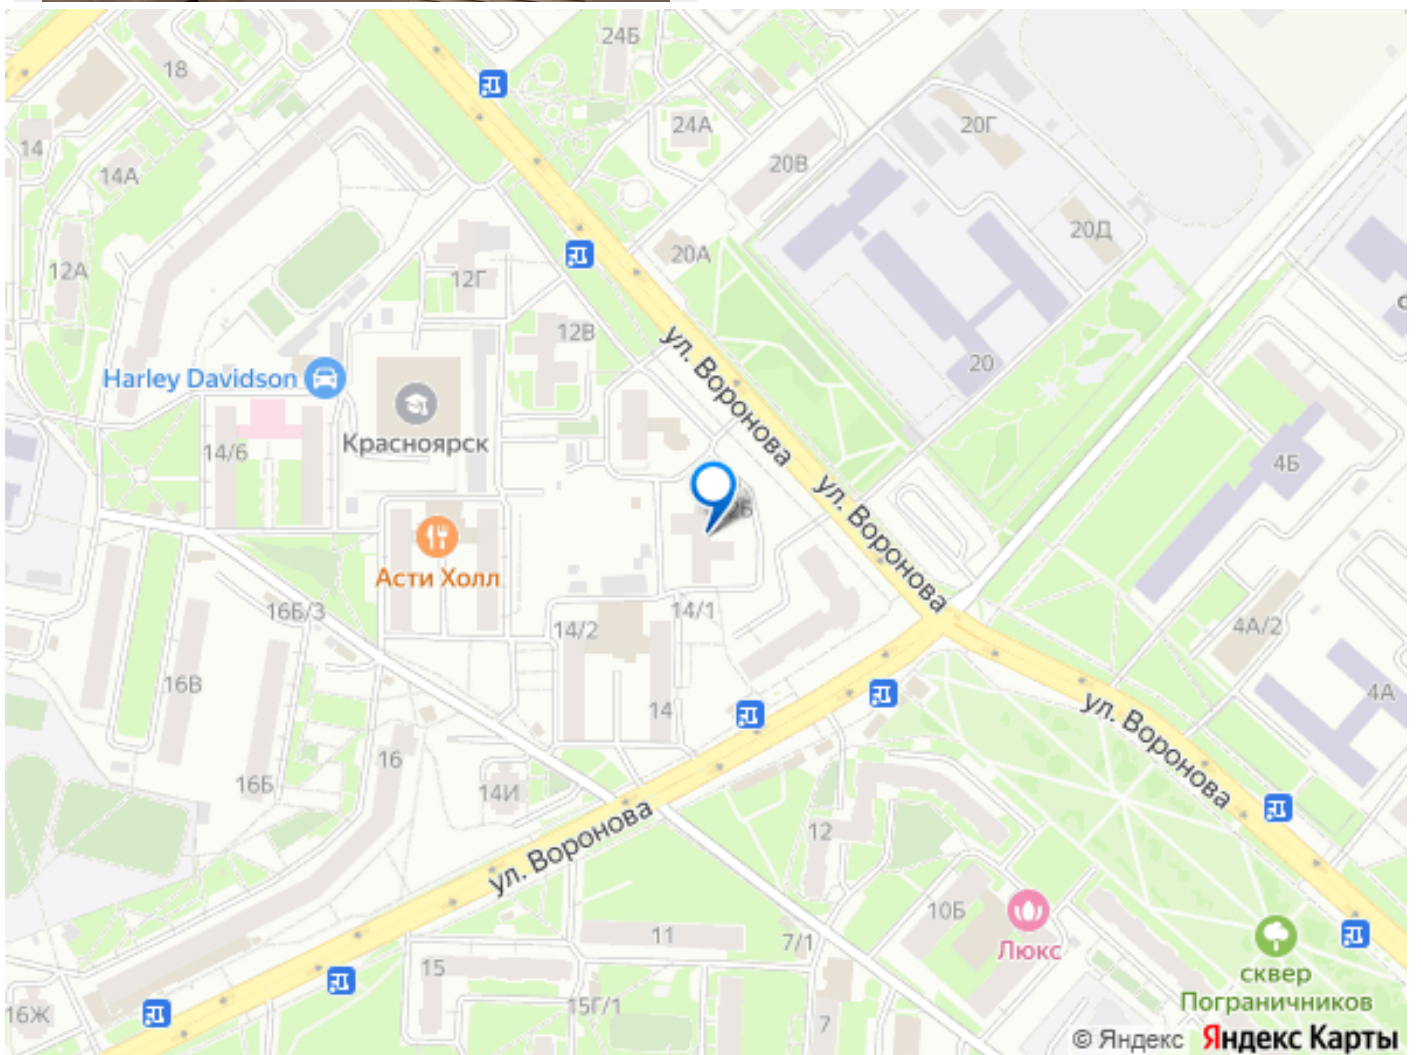 24Б
18
24А
20Г
14
20В
14А
20Д
20А
12А
12Г
12В
ул. Воронова
20
Harley Davidson
Красноярск
14/6
4Б
ул. Воронова
Асти Холл
16Б/3
14/1
14/2
4А/2
16В
4А
14
ул. Воронова
16
16Б
14И
12
ул. Воронова
10Б
11
7/1
Люкс
15
сквер
Пограничников
15Г/1
16Ж
7
© Яндекс Яндекс Карты